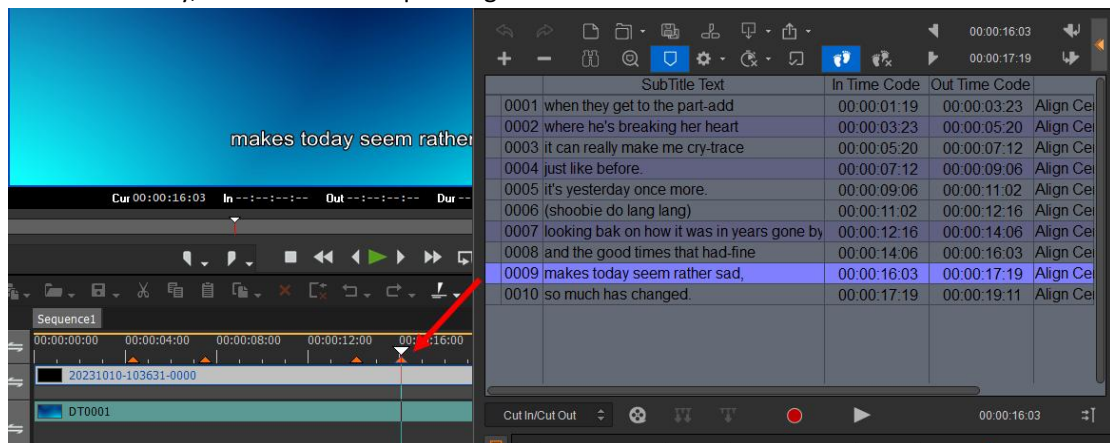 makes today seem rather
Cur 00:00:16:03 In --:--:--:-- Out --:--:--:-- Dur --
Sequence1
00:00:00:00 00:00:04:00 00:00:08:00 00:00:12:00 00:00:16:00
20231010-103631-0000
DT0001
00:00:16:03
00:00:17:19
SubTitle Text In Time Code Out Time Code
0001 when they get to the part-add 00:00:01:19 00:00:03:23 Align Cei
0002 where he's breaking her heart 00:00:03:23 00:00:05:20 Align Cei
0003 it can really make me cry-trace 00:00:05:20 00:00:07:12 Align Cei
0004 just like before. 00:00:07:12 00:00:09:06 Align Cei
0005 it's yesterday once more. 00:00:09:06 00:00:11:02 Align Cei
0006 (shoobie do lang lang) 00:00:11:02 00:00:12:16 Align Cei
0007 looking bak on how it was in years gone by 00:00:12:16 00:00:14:06 Align Cei
0008 and the good times that had-fine 00:00:14:06 00:00:16:03 Align Cei
0009 makes today seem rather sad, 00:00:16:03 00:00:17:19 Align Cei
0010 so much has changed. 00:00:17:19 00:00:19:11 Align Cei
Cut In/Cut Out 00:00:16:03